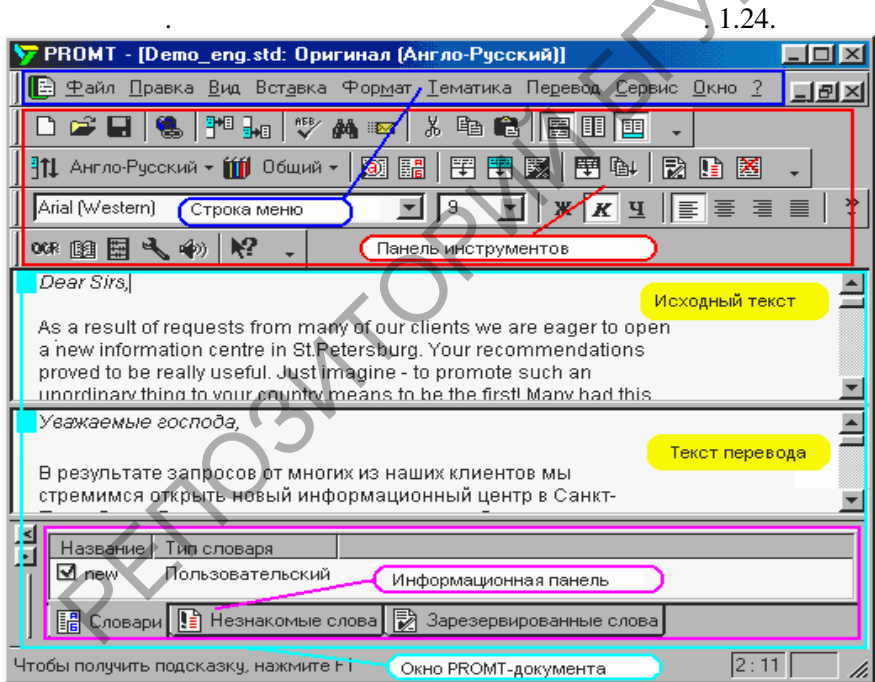 . . 1.24.
PROMT - [Demo_eng.std: Оригинал (Англо-Русский)]
Файл Правка Вид Вставка Формат Тематика Перевод Сервис Окно ?
Англо-Русский Общий
Arial (Western) Строка меню 9 Ж К Ч
OCR Панель инструментов
Dear Sirs,
Исходный текст
As a result of requests from many of our clients we are eager to open
a new information centre in St.Petersburg. Your recommendations
proved to be really useful. Just imagine - to promote such an
unordinary thing to your country means to be the first! Many had this
Уважаемые господа,
Текст перевода
В результате запросов от многих из наших клиентов мы
стремимся открыть новый информационный центр в Санкт-
Название Тип словаря
new Пользовательский Информационная панель
Словари Незнакомые слова Зарезервированные слова
Чтобы получить подсказку, нажмите F1 Окно PROMT-документа 2 : 11
РЕПОЗИТОРИЙ БГУ